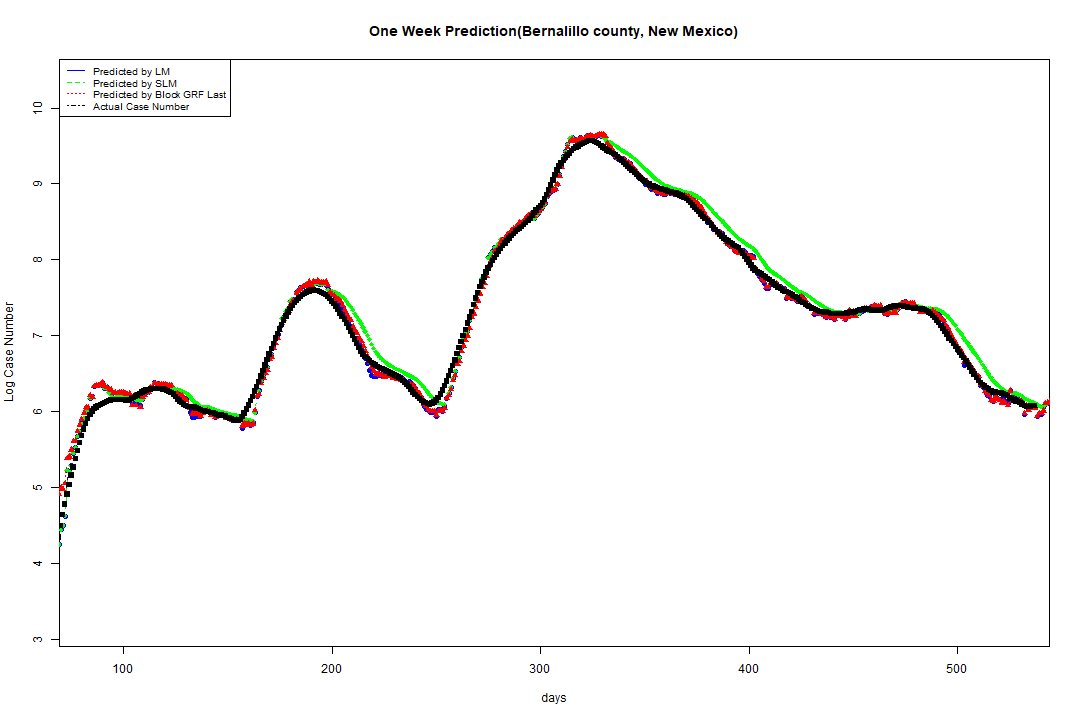 One Week Prediction(Bernalillo county, New Mexico)
Predicted by LM
Predicted by SLM
Predicted by Block GRF Last
Actual Case Number
Log Case Number
10
9
8
7
6
5
4
3
100 200 300 400 500
days